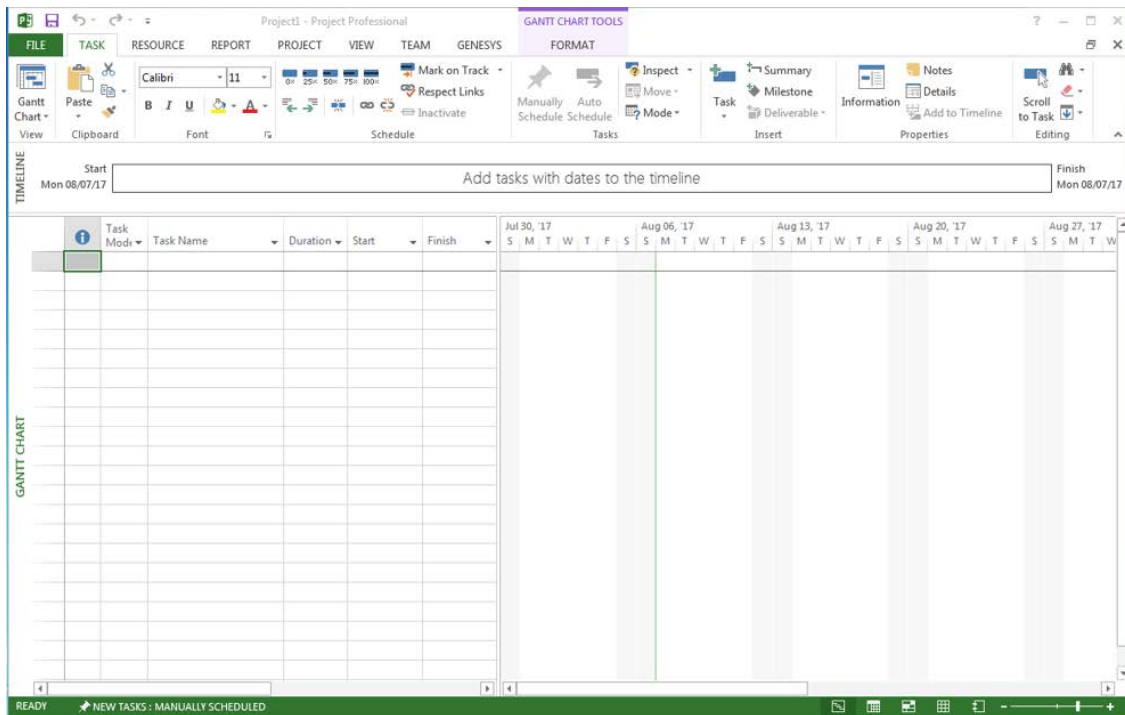 Project1 - Project Professional
GANTT CHART TOOLS
?
FILE TASK RESOURCE REPORT PROJECT VIEW TEAM GENESYS FORMAT
Gantt Chart
View
Paste
Clipboard
Calibri 11
B I U A
Font
0× 25× 50× 75× 100×
Mark on Track
Respect Links
Inactivate
Schedule
Manually Schedule
Auto Schedule
Inspect
Move
Mode
Tasks
Task
Summary
Milestone
Deliverable
Insert
Information
Notes
Details
Add to Timeline
Properties
Scroll to Task
Editing
TIMELINE
Start
Mon 08/07/17
Add tasks with dates to the timeline
Finish
Mon 08/07/17
Task Mode Task Name Duration Start Finish
Jul 30, '17 Aug 06, '17 Aug 13, '17 Aug 20, '17 Aug 27, '17
S M T W T F S S M T W T F S S M T W T F S S M T W T F S S M T W
GANTT CHART
READY NEW TASKS : MANUALLY SCHEDULED